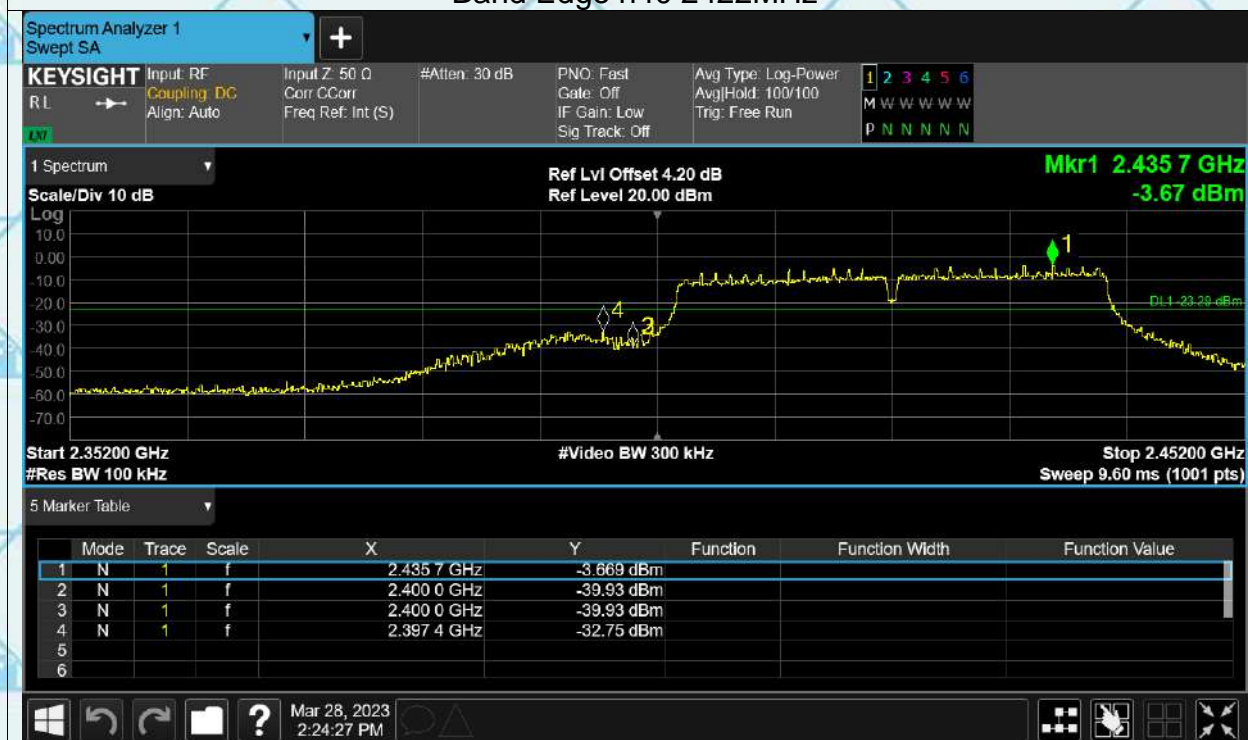 Spectrum Analyzer 1
Swept SA
+
KEYSIGHT
RL
LXI
Input: RF
Coupling: DC
Align: Auto
Input Z: 50 Ω
Corr CCorr
Freq Ref: Int (S)
#Atten: 30 dB
PNO: Fast
Gate: Off
IF Gain: Low
Sig Track: Off
Avg Type: Log-Power
Avg|Hold: 100/100
Trig: Free Run
1 2 3 4 5 6
M W W W W W
P N N N N N
1 Spectrum
Scale/Div 10 dB
Ref Lvl Offset 4.20 dB
Ref Level 20.00 dBm
Mkr1 2.435 7 GHz
-3.67 dBm
Log
10.0
0.00
-10.0
-20.0
-30.0
-40.0
-50.0
-60.0
-70.0
1
4
DL1 -23.29 dBm
Start 2.35200 GHz
#Res BW 100 kHz
#Video BW 300 kHz
Stop 2.45200 GHz
Sweep 9.60 ms (1001 pts)
5 Marker Table
Mode Trace Scale X Y Function Function Width Function Value
1 N 1 f 2.435 7 GHz -3.669 dBm
2 N 1 f 2.400 0 GHz -39.93 dBm
3 N 1 f 2.400 0 GHz -39.93 dBm
4 N 1 f 2.397 4 GHz -32.75 dBm
5
6
?
Mar 28, 2023
2:24:27 PM